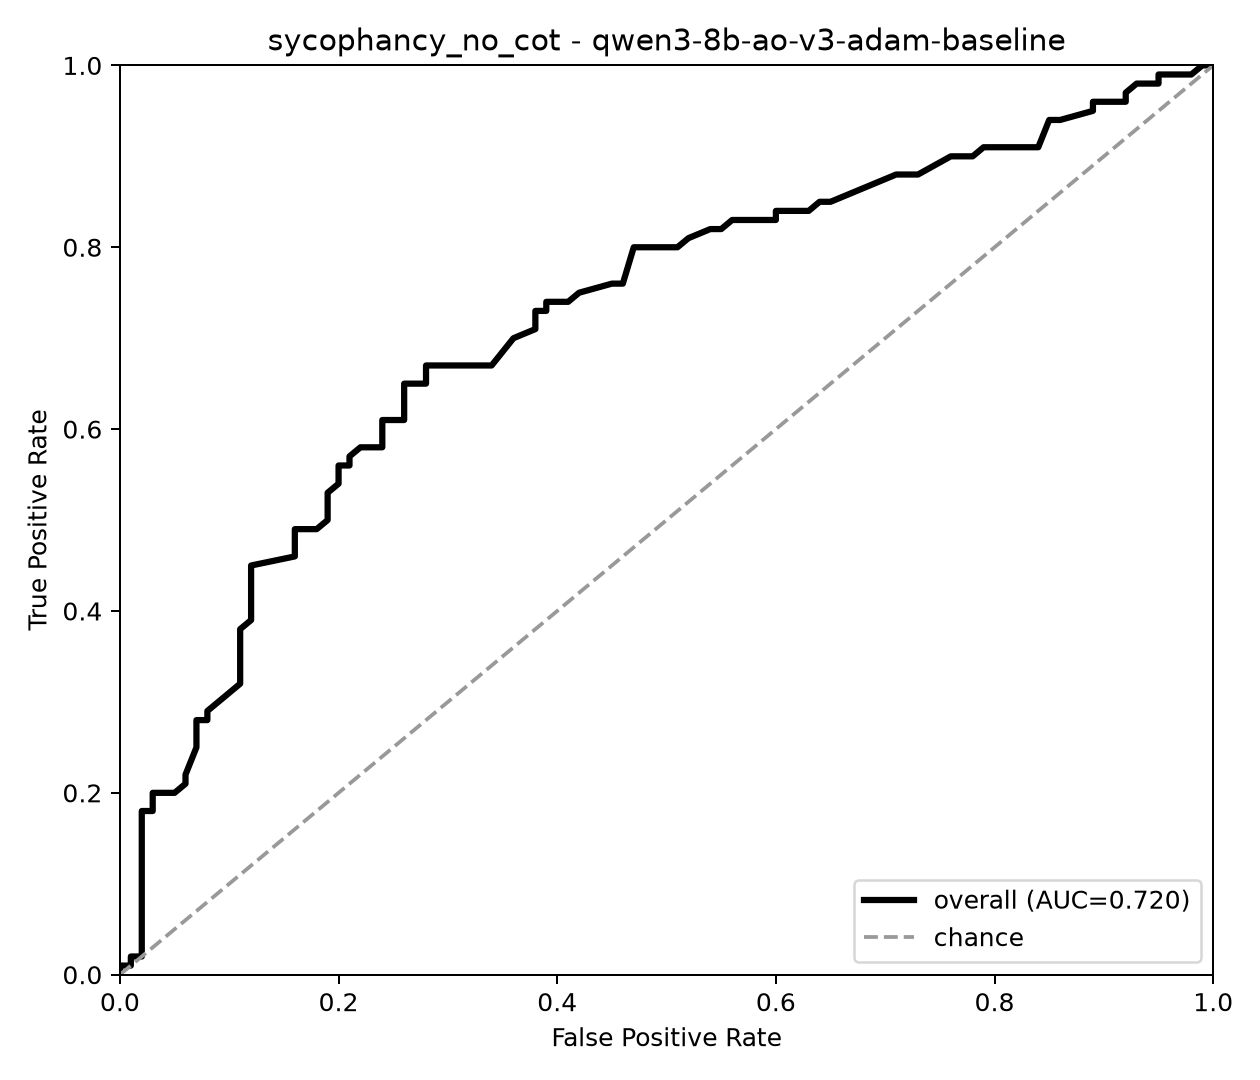 sycophancy_no_cot - qwen3-8b-ao-v3-adam-baseline
1.0
0.8
0.6
0.4
0.2
0.0
True Positive Rate
overall (AUC=0.720)
chance
0.0 0.2 0.4 0.6 0.8 1.0
False Positive Rate